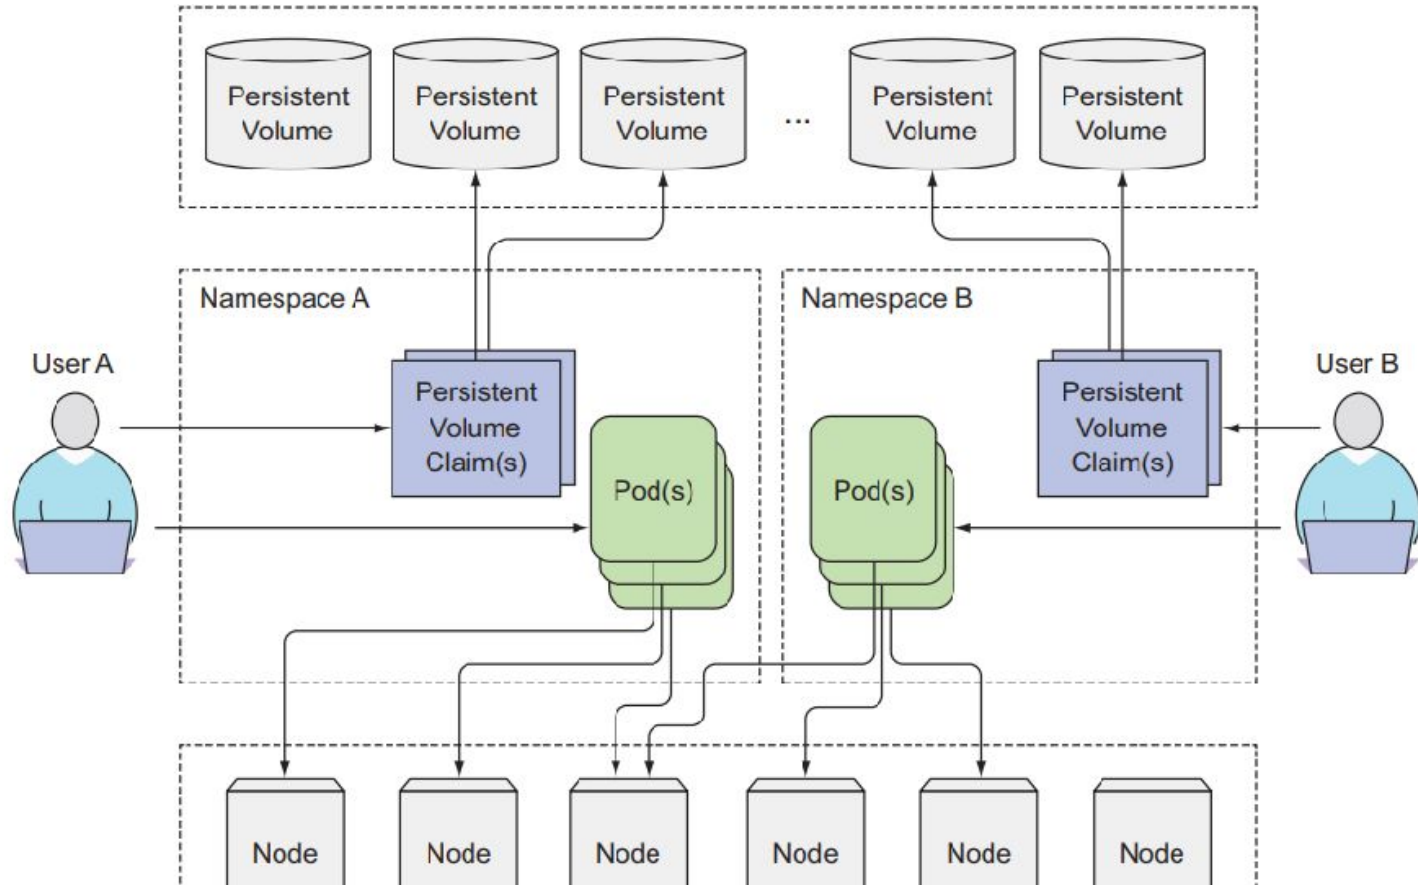 Persistent
Volume
Persistent
Volume
Persistent
Volume
...
Persistent
Volume
Persistent
Volume
Namespace A
Namespace B
User A
User B
Persistent
Volume
Claim(s)
Persistent
Volume
Claim(s)
Pod(s)
Pod(s)
Node
Node
Node
Node
Node
Node